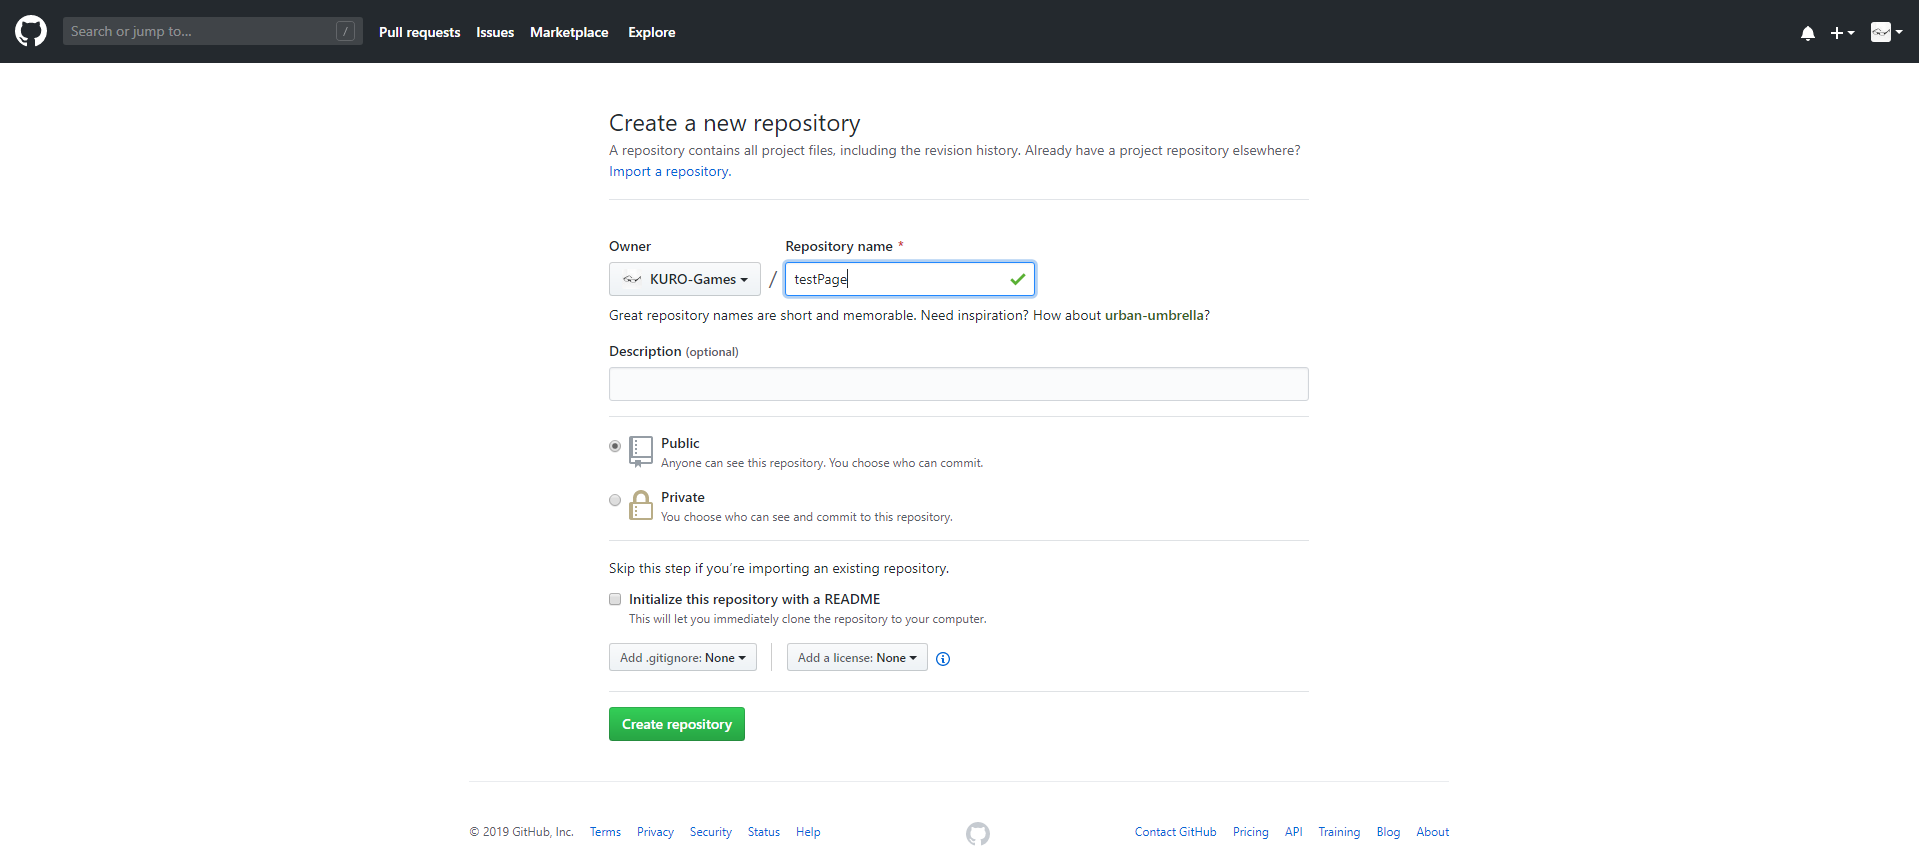 Search or jump to... / Pull requests Issues Marketplace Explore
Create a new repository
A repository contains all project files, including the revision history. Already have a project repository elsewhere?
Import a repository.
Owner Repository name *
KURO-Games / testPage
Great repository names are short and memorable. Need inspiration? How about urban-umbrella?
Description (optional)
Public
Anyone can see this repository. You choose who can commit.
Private
You choose who can see and commit to this repository.
Skip this step if you’re importing an existing repository.
Initialize this repository with a README
This will let you immediately clone the repository to your computer.
Add .gitignore: None Add a license: None
Create repository
© 2019 GitHub, Inc. Terms Privacy Security Status Help Contact GitHub Pricing API Training Blog About